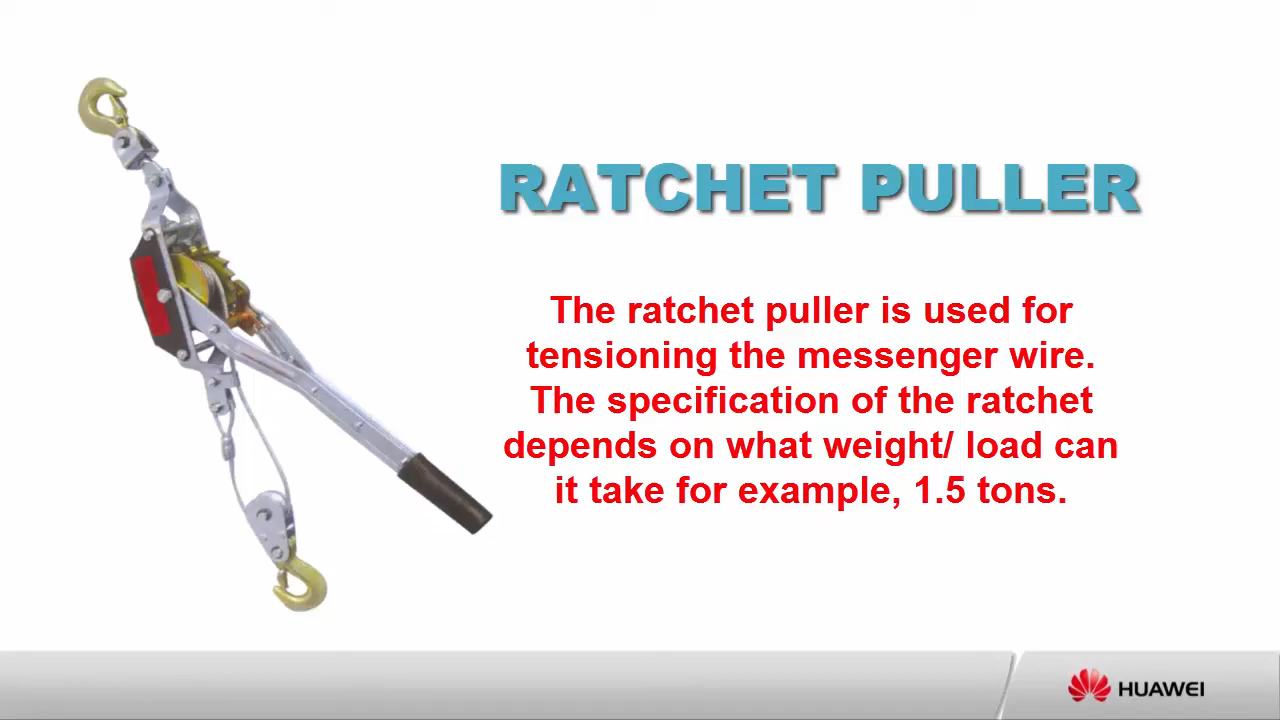 RATCHET PULLER
The ratchet puller is used for
tensioning the messenger wire.
The specification of the ratchet
depends on what weight/ load can
it take for example, 1.5 tons.
HUAWEI